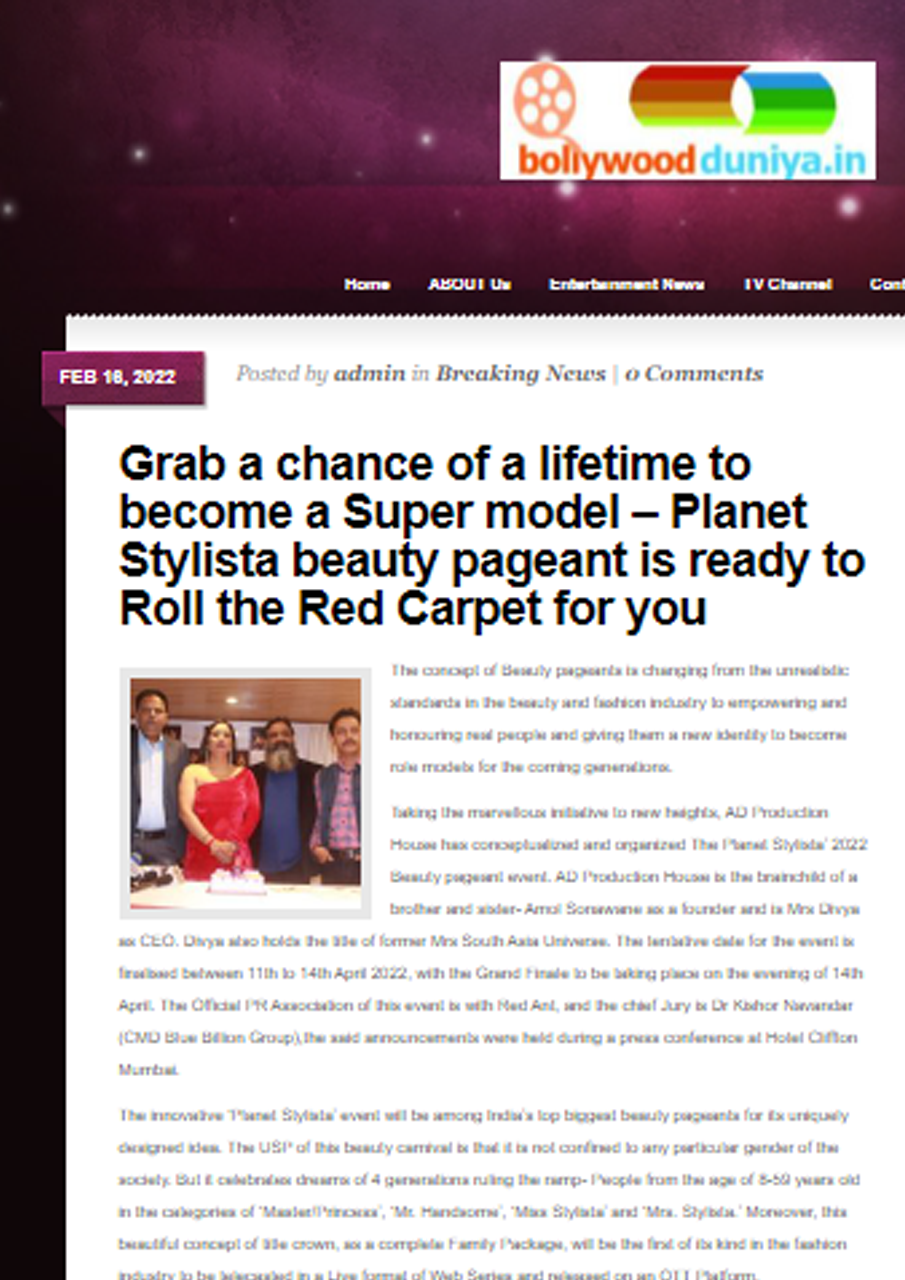 bollywoodduniya.in
Home ABOUT Us Entertainment News TV Channel Cont
FEB 16, 2022
Posted by admin in Breaking News | 0 Comments
Grab a chance of a lifetime to
become a Super model – Planet
Stylista beauty pageant is ready to
Roll the Red Carpet for you
The concept of Beauty pageants is changing from the unrealistic
standards in the beauty and fashion industry to empowering and
honouring real people and giving them a new identity to become
role models for the coming generations.
Taking the marvellous initiative to new heights, AD Production
House has conceptualized and organized The Planet Stylista' 2022
Beauty pageant event. AD Production House is the brainchild of a
brother and sister- Amol Sonawane as a founder and is Mrs Divya
as CEO. Divya also holds the title of former Mrs South Asia Universe. The tentative date for the event is
finalised between 11th to 14th April 2022, with the Grand Finale to be taking place on the evening of 14th
April. The Official PR Association of this event is with Red Ant, and the chief Jury is Dr Kishor Navandar
(CMD Blue Billion Group),the said announcements were held during a press conference at Hotel Cliffton
Mumbai.
The innovative 'Planet Stylista' event will be among India's top biggest beauty pageants for its uniquely
designed idea. The USP of this beauty carnival is that it is not confined to any particular gender of the
society. But it celebrates dreams of 4 generations ruling the ramp- People from the age of 8-59 years old
in the categories of 'Master/Princess', 'Mr. Handsome', 'Miss Stylista' and 'Mrs. Stylista.' Moreover, this
beautiful concept of title crown, as a complete Family Package, will be the first of its kind in the fashion
industry to be telecasted in a Live format of Web Series and released on an OTT Platform.